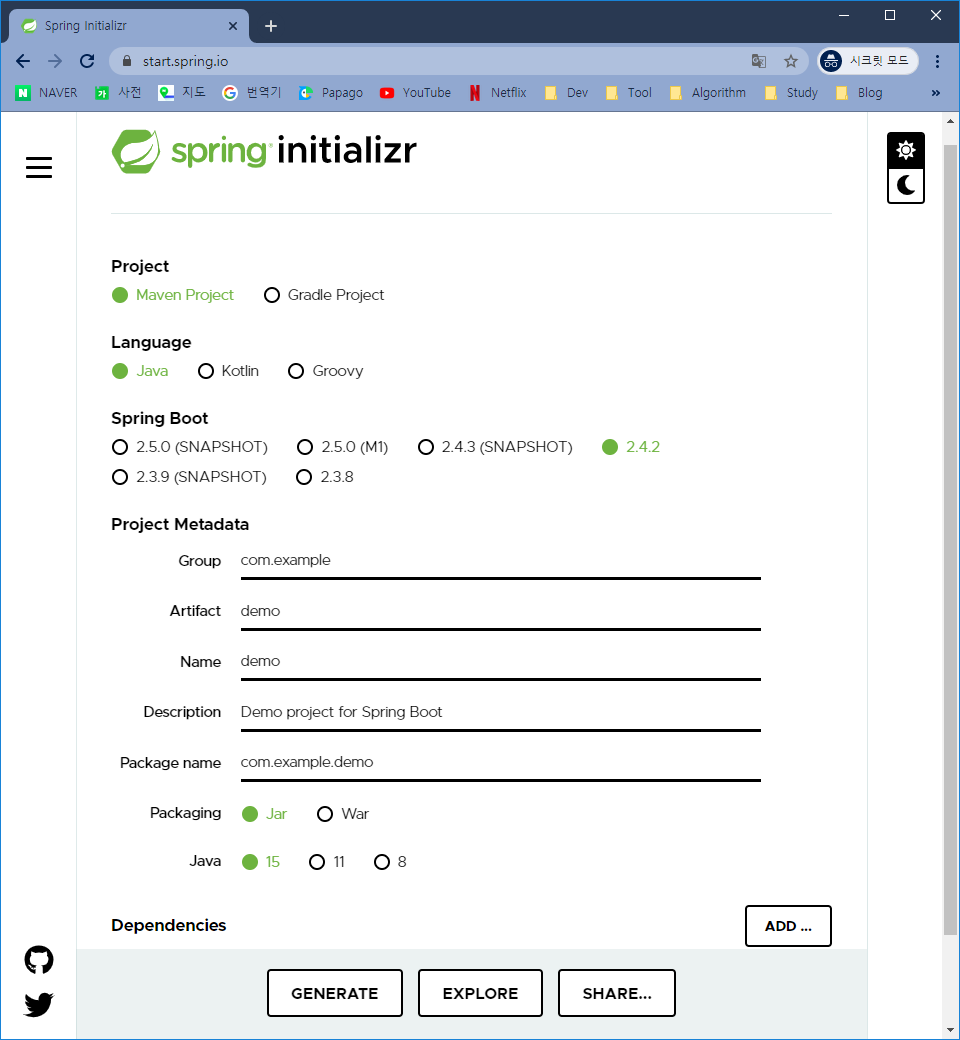 Spring Initializr
start.spring.io
시크릿 모드
NAVER 사전 지도 번역기 Papago YouTube Netflix Dev Tool Algorithm Study Blog »
spring initializr
Project
Maven Project Gradle Project
Language
Java Kotlin Groovy
Spring Boot
2.5.0 (SNAPSHOT) 2.5.0 (M1) 2.4.3 (SNAPSHOT) 2.4.2
2.3.9 (SNAPSHOT) 2.3.8
Project Metadata
Group com.example
Artifact demo
Name demo
Description Demo project for Spring Boot
Package name com.example.demo
Packaging Jar War
Java 15 11 8
Dependencies ADD ...
GENERATE EXPLORE SHARE...